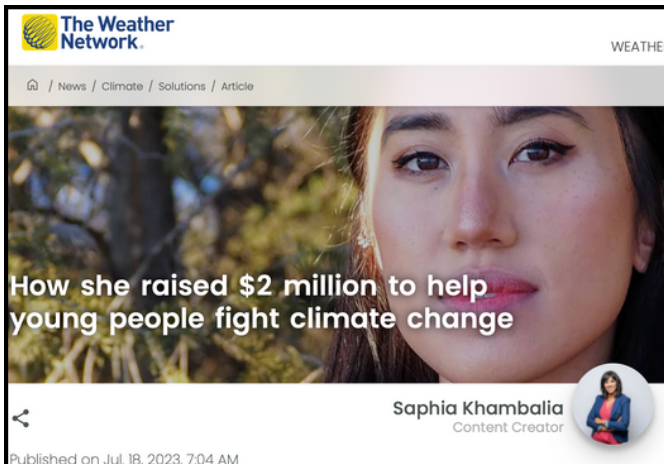 The Weather
Network
WEATHE
/ News / Climate / Solutions / Article
How she raised $2 million to help
young people fight climate change
Saphia Khambalia
Content Creator
Published on Jul. 18, 2023, 7:04 AM